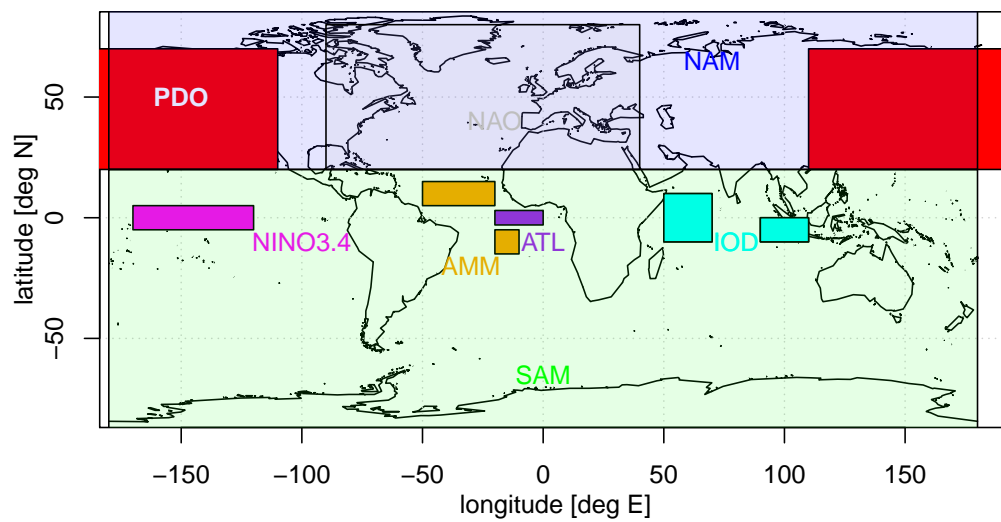 NAM
PDO
NAO
NINO3.4
ATL
IOD
AMM
SAM
50
0
−50
latitude [deg N]
−150
−100
−50
0
50
100
150
longitude [deg E]